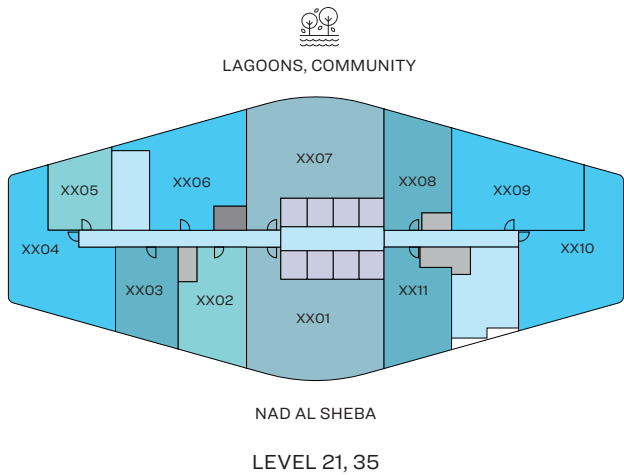 LAGOONS, COMMUNITY
XX07
XX05
XX06
XX08
XX09
XX04
XX10
XX03
XX02
XX01
XX11
NAD AL SHEBA
LEVEL 21, 35